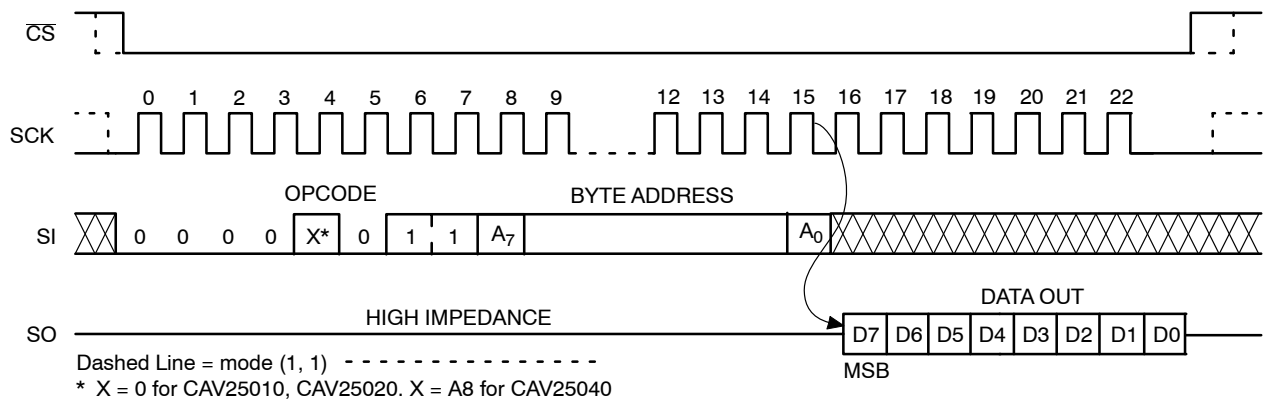 CS
0 1 2 3 4 5 6 7 8 9 12 13 14 15 16 17 18 19 20 21 22
SCK
OPCODE BYTE ADDRESS
SI 0 0 0 0 X* 0 1 1 A7 A0
DATA OUT
HIGH IMPEDANCE
SO D7 D6 D5 D4 D3 D2 D1 D0
Dashed Line = mode (1, 1)
MSB
* X = 0 for CAV25010, CAV25020. X = A8 for CAV25040